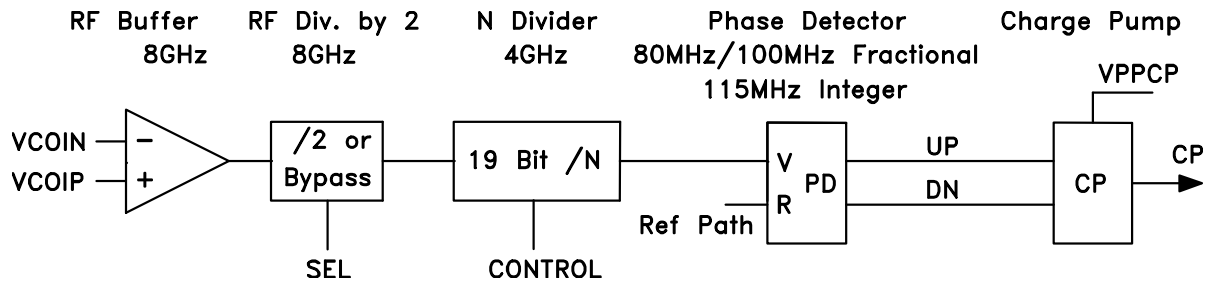 RF Buffer
8GHz
RF Div. by 2
8GHz
N Divider
4GHz
Phase Detector
80MHz/100MHz Fractional
115MHz Integer
Charge Pump
VPPCP
VCOIN
VCOIP
−
+
/2 or
Bypass
SEL
19 Bit /N
CONTROL
V
R
PD
Ref Path
UP
DN
CP
CP